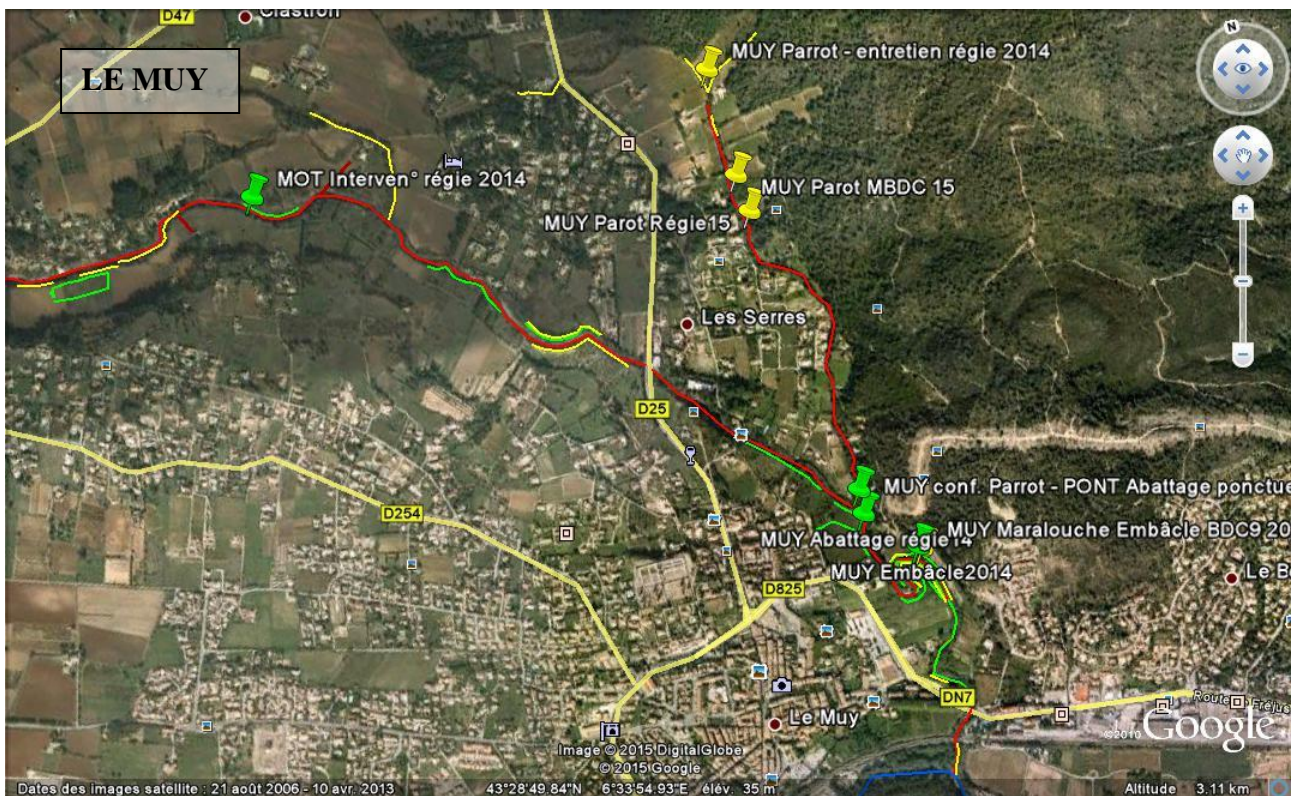 D47
Clastron
LE MUY
MUY Parrot - entretien régie 2014
MOT Interven° régie 2014
MUY Parot MBDC 15
MUY Parot Régie15
Les Serres
D25
MUY conf. Parrot - PONT Abattage ponctue
D254
MUY Abattage régie14
MUY Maralouche Embâcle BDC9 20
MUY Embâcle2014
Le B
D825
DN7
Le Muy
Fréjus
©2010 Google
Image © 2015 DigitalGlobe
© 2015 Google
Dates des images satellite : 21 août 2006 - 10 avr. 2013 43°28'49.84"N 6°33'54.93"E élév. 35 m Altitude 3.11 km
N